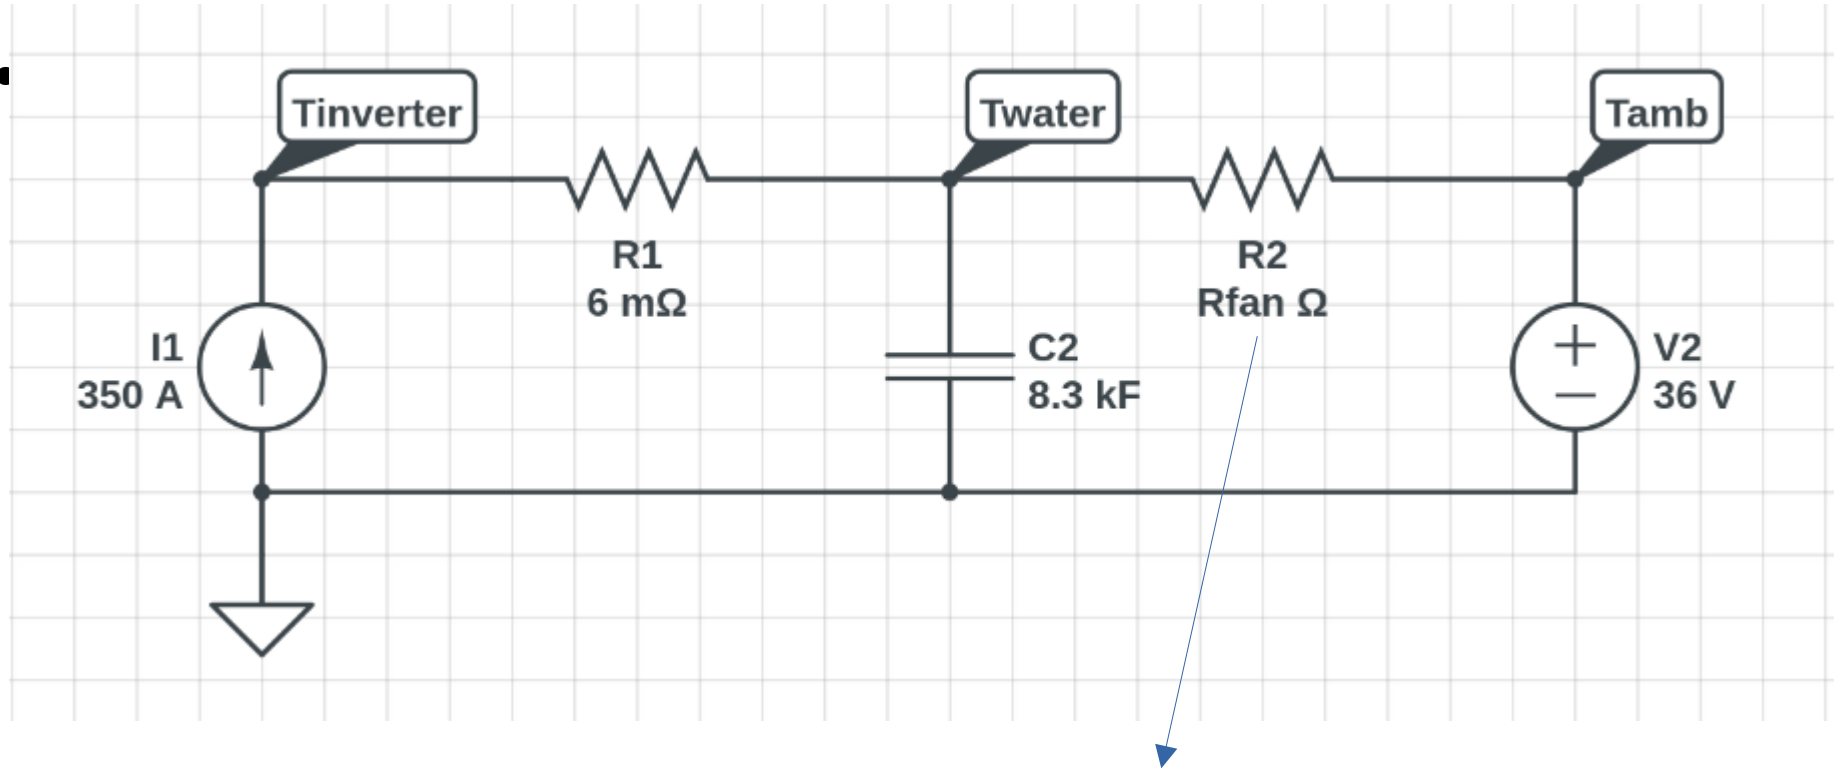 Tinverter
Twater
Tamb
R1
6 mΩ
R2
Rfan Ω
I1
350 A
C2
8.3 kF
V2
36 V